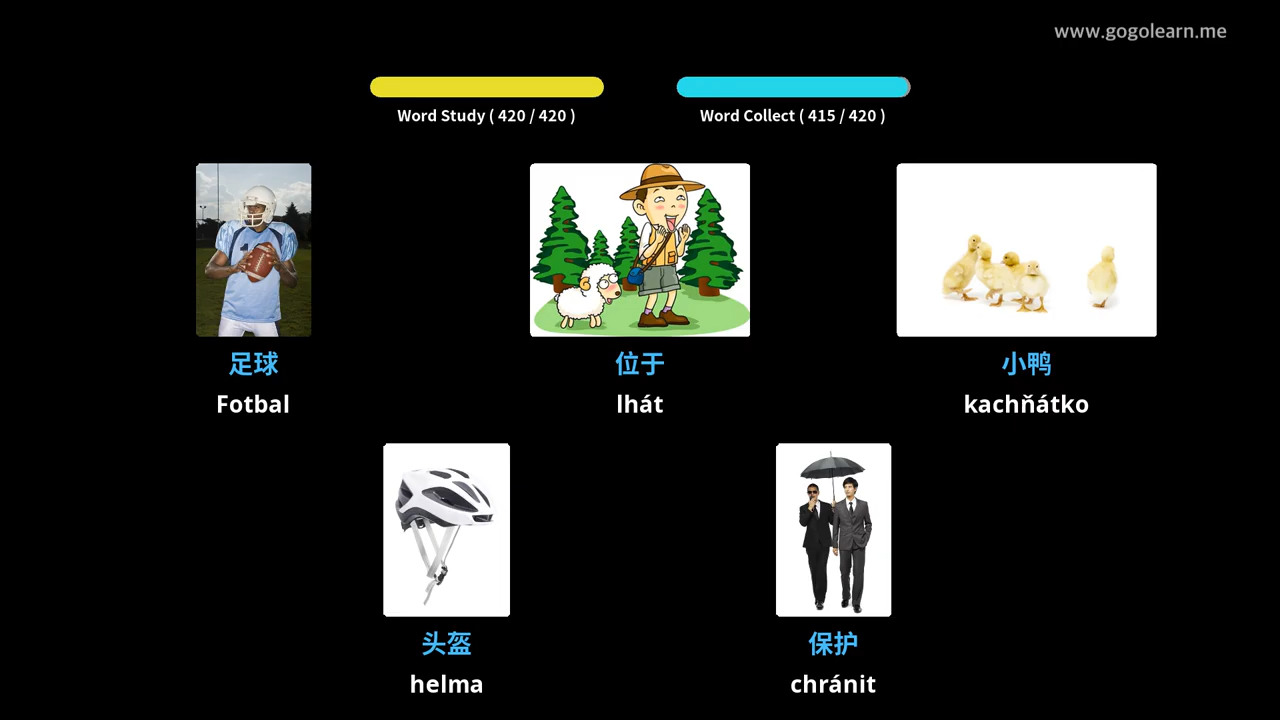 www.gogolearn.me
Word Study ( 420 / 420 )
Word Collect ( 415 / 420 )
足球
位于
小鸭
Fotbal
lhát
kachňátko
头盔
保护
helma
chránit